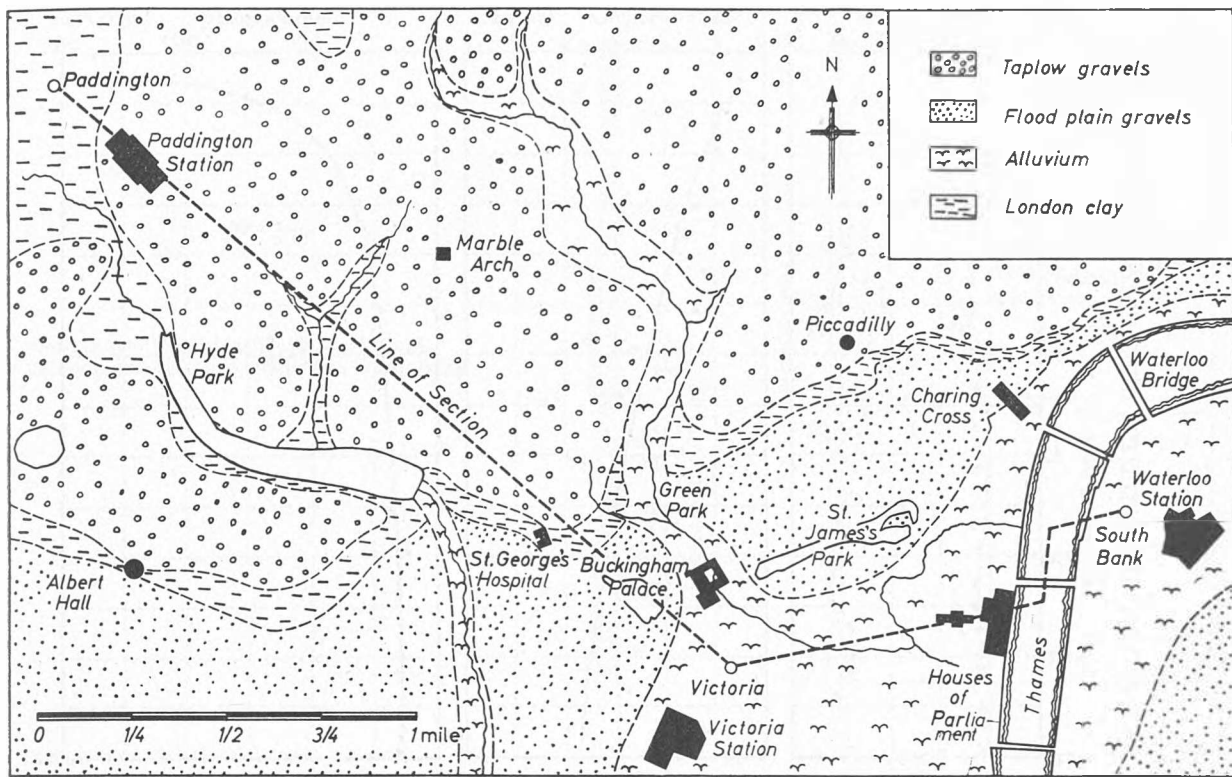 Paddington
Paddington
Station
N
Taplow gravels
Flood plain gravels
Alluvium
London clay
Marble
Arch
Line of Section
Hyde
Park
Piccadilly
Waterloo
Bridge
Charing
Cross
Green
Park
St.
James's
Park
Waterloo
Station
South
Bank
St. George's
Hospital
Buckingham
Palace
Albert
Hall
Victoria
Victoria
Station
Houses
of
Parlia-
ment
Thames
0 1/4 1/2 3/4 1 mile